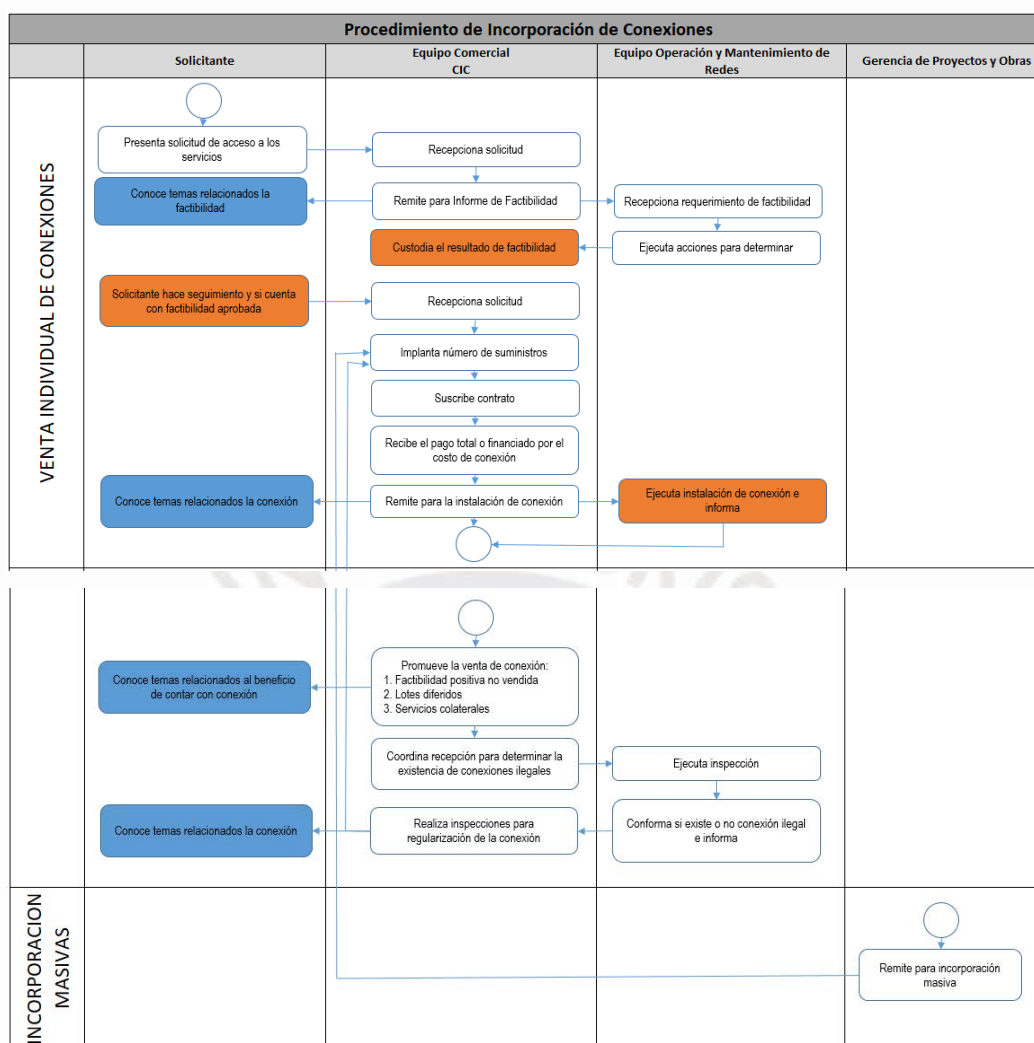 Procedimiento de Incorporación de Conexiones
Solicitante
Equipo Comercial
CIC
Equipo Operación y Mantenimiento de
Redes
Gerencia de Proyectos y Obras
VENTA INDIVIDUAL DE CONEXIONES
Presenta solicitud de acceso a los
servicios
Recepciona solicitud
Conoce temas relacionados la
factibilidad
Remite para Informe de Factibilidad
Recepciona requerimiento de factibilidad
Custodia el resultado de factibilidad
Ejecuta acciones para determinar
Solicitante hace seguimiento y si cuenta
con factibilidad aprobada
Recepciona solicitud
Implanta número de suministros
Suscribe contrato
Recibe el pago total o financiado por el
costo de conexión
Conoce temas relacionados la conexión
Remite para la instalación de conexión
Ejecuta instalación de conexión e
informa
Conoce temas relacionados al beneficio
de contar con conexión
Promueve la venta de conexión:
1. Factibilidad positiva no vendida
2. Lotes diferidos
3. Servicios colaterales
Coordina recepción para determinar la
existencia de conexiones ilegales
Ejecuta inspección
Conoce temas relacionados la conexión
Realiza inspecciones para
regularización de la conexión
Conforma si existe o no conexión ilegal
e informa
INCORPORACION
MASIVAS
Remite para incorporación
masiva